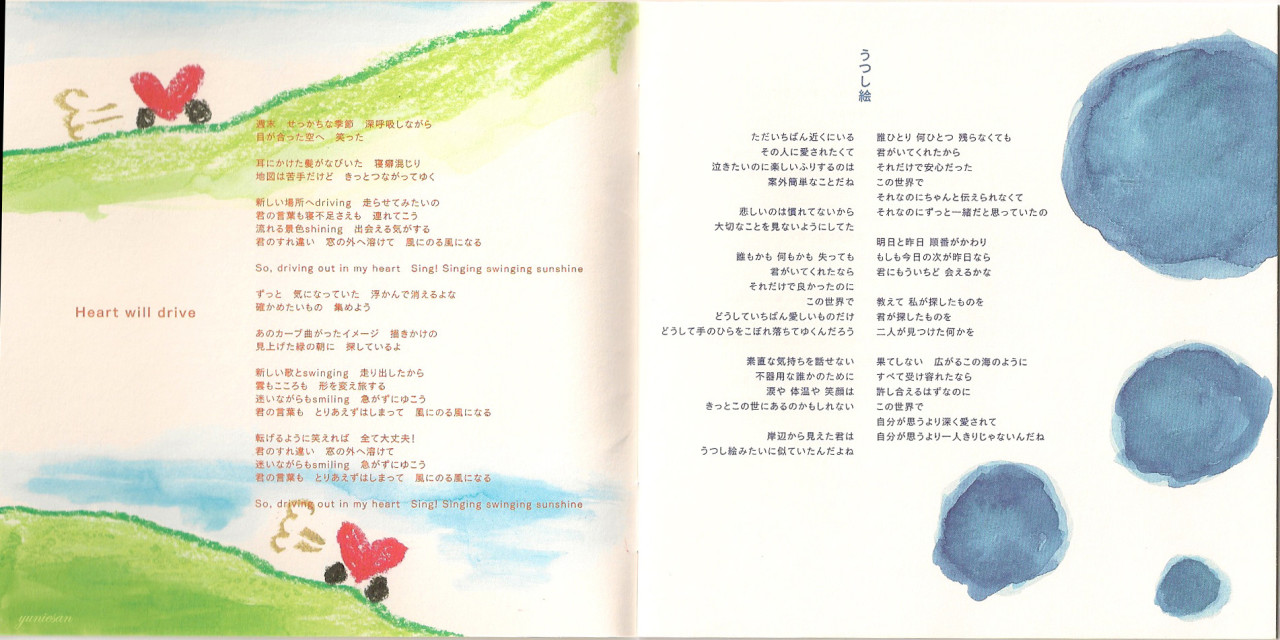 Heart will drive
週末　せっかちな季節　深呼吸しながら
目が合った空へ　笑った
耳にかけた髪がなびいた　寝癖混じり
地図は苦手だけど　きっとつながってゆく
新しい場所へdriving　走らせてみたいの
君の言葉も寝不足さえも　連れてこう
流れる景色shining　出会える気がする
君のすれ違い　窓の外へ溶けて　風にのる風になる
So, driving out in my heart　Sing! Singing swinging sunshine
ずっと　気になっていた　浮かんで消えるよな
確かめたいもの　集めよう
あのカーブ曲がったイメージ　描きかけの
見上げた緑の朝に　探しているよ
新しい歌とswinging　走り出したから
雲もこころも　形を変え旅する
迷いながらもsmiling　急がずにゆこう
君の言葉も　とりあえずはしまって　風にのる風になる
転げるように笑えれば　全て大丈夫!
君のすれ違い　窓の外へ溶けて
迷いながらもsmiling　急がずにゆこう
君の言葉も　とりあえずはしまって　風にのる風になる
So, driving out in my heart　Sing! Singing swinging sunshine
yuniesan
うつし絵
ただいちばん近くにいる
その人に愛されたくて
泣きたいのに楽しいふりするのは
案外簡単なことだね
悲しいのは慣れてないから
大切なことを見ないようにしてた
誰もかも 何もかも 失っても
君がいてくれたなら
それだけで良かったのに
この世界で
どうしていちばん愛しいものだけ
どうして手のひらをこぼれ落ちてゆくんだろう
素直な気持ちを話せない
不器用な誰かのために
涙や 体温や 笑顔は
きっとこの世にあるのかもしれない
岸辺から見えた君は
うつし絵みたいに似ていたんだよね
誰ひとり 何ひとつ 残らなくても
君がいてくれたから
それだけで安心だった
この世界で
それなのにちゃんと伝えられなくて
それなのにずっと一緒だと思っていたの
明日と昨日 順番がかわり
もしも今日の次が昨日なら
君にもういちど 会えるかな
教えて 私が探したものを
君が探したものを
二人が見つけた何かを
果てしない　広がるこの海のように
すべて受け容れたなら
許し合えるはずなのに
この世界で
自分が思うより深く愛されて
自分が思うより一人きりじゃないんだね